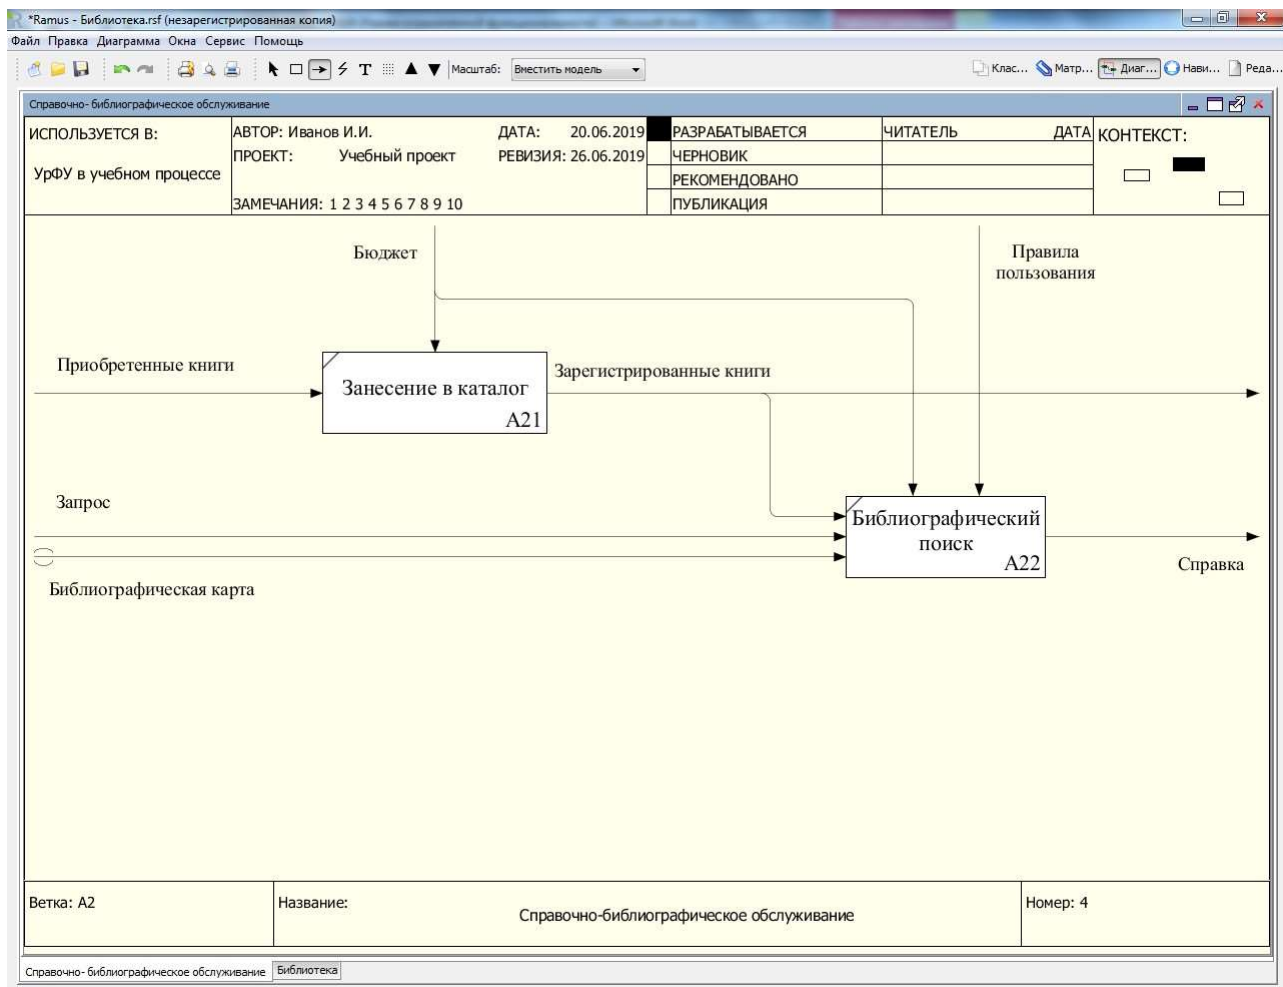 *Ramus - Библиотека.rsf (незарегистрированная копия)
Файл Правка Диаграмма Окна Сервис Помощь
Масштаб: Вместить модель Клас... Матр... Диаг... Нави... Реда...
Справочно-библиографическое обслуживание
ИСПОЛЬЗУЕТСЯ В: АВТОР: Иванов И.И. ДАТА: 20.06.2019 РАЗРАБАТЫВАЕТСЯ ЧИТАТЕЛЬ ДАТА КОНТЕКСТ:
ПРОЕКТ: Учебный проект РЕВИЗИЯ: 26.06.2019 ЧЕРНОВИК
УрФУ в учебном процессе РЕКОМЕНДОВАНО
ЗАМЕЧАНИЯ: 1 2 3 4 5 6 7 8 9 10 ПУБЛИКАЦИЯ
Бюджет
Правила
пользования
Приобретенные книги
Зарегистрированные книги
Занесение в каталог
A21
Запрос
Библиографический
поиск
A22
Справка
Библиографическая карта
Ветка: A2 Название: Справочно-библиографическое обслуживание Номер: 4
Справочно-библиографическое обслуживание Библиотека